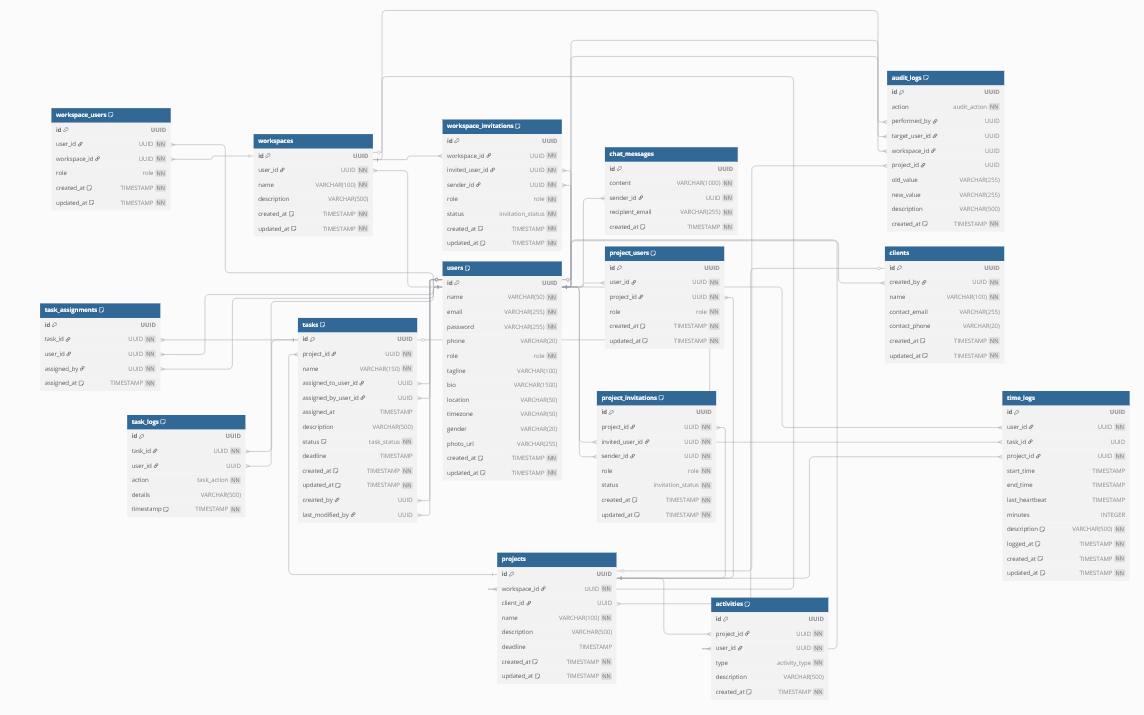 workspace_users
id UUID
user_id UUID NN
workspace_id UUID NN
role role NN
created_at TIMESTAMP NN
updated_at TIMESTAMP NN
workspaces
id UUID
user_id UUID NN
name VARCHAR(100) NN
description VARCHAR(500)
created_at TIMESTAMP NN
updated_at TIMESTAMP NN
workspace_invitations
id UUID
workspace_id UUID NN
invited_user_id UUID NN
sender_id UUID NN
role role NN
status invitation_status NN
created_at TIMESTAMP NN
updated_at TIMESTAMP NN
chat_messages
id UUID
content VARCHAR(1000) NN
sender_id UUID NN
recipient_email VARCHAR(255) NN
created_at TIMESTAMP NN
audit_logs
id UUID
action audit_action NN
performed_by UUID
target_user_id UUID
workspace_id UUID
project_id UUID
old_value VARCHAR(255)
new_value VARCHAR(255)
description VARCHAR(500)
created_at TIMESTAMP NN
users
id UUID
name VARCHAR(50) NN
email VARCHAR(255) NN
password VARCHAR(255) NN
phone VARCHAR(20)
role role NN
tagline VARCHAR(100)
bio VARCHAR(1500)
location VARCHAR(50)
timezone VARCHAR(50)
gender VARCHAR(20)
photo_url VARCHAR(255)
created_at TIMESTAMP NN
updated_at TIMESTAMP NN
project_users
id UUID
user_id UUID NN
project_id UUID NN
role role NN
created_at TIMESTAMP NN
updated_at TIMESTAMP NN
clients
id UUID
created_by UUID NN
name VARCHAR(100) NN
contact_email VARCHAR(255)
contact_phone VARCHAR(20)
created_at TIMESTAMP NN
updated_at TIMESTAMP NN
task_assignments
id UUID
task_id UUID NN
user_id UUID NN
assigned_by UUID NN
assigned_at TIMESTAMP NN
tasks
id UUID
project_id UUID NN
name VARCHAR(150) NN
assigned_to_user_id UUID
assigned_by_user_id UUID
assigned_at TIMESTAMP
description VARCHAR(500)
status task_status NN
deadline TIMESTAMP
created_at TIMESTAMP NN
updated_at TIMESTAMP NN
created_by UUID
last_modified_by UUID
task_logs
id UUID
task_id UUID NN
user_id UUID
action task_action NN
details VARCHAR(500)
timestamp TIMESTAMP NN
project_invitations
id UUID
project_id UUID NN
invited_user_id UUID NN
sender_id UUID NN
role role NN
status invitation_status NN
created_at TIMESTAMP NN
updated_at TIMESTAMP NN
time_logs
id UUID
user_id UUID NN
task_id UUID
project_id UUID NN
start_time TIMESTAMP
end_time TIMESTAMP
last_heartbeat TIMESTAMP
minutes INTEGER
description VARCHAR(500) NN
logged_at TIMESTAMP NN
created_at TIMESTAMP NN
updated_at TIMESTAMP NN
projects
id UUID
workspace_id UUID NN
client_id UUID
name VARCHAR(100) NN
description VARCHAR(500)
deadline TIMESTAMP
created_at TIMESTAMP NN
updated_at TIMESTAMP NN
activities
id UUID
project_id UUID NN
user_id UUID NN
type activity_type NN
description VARCHAR(500)
created_at TIMESTAMP NN